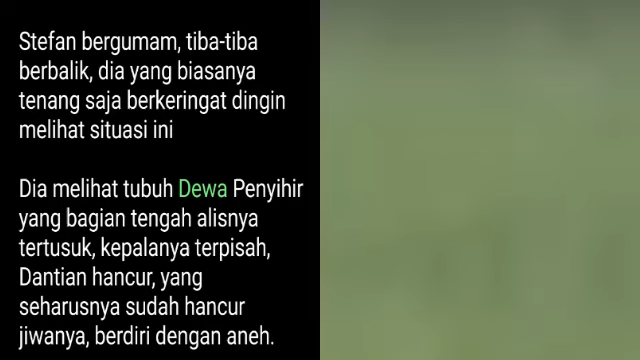 Stefan bergumam, tiba-tiba
berbalik, dia yang biasanya
tenang saja berkeringat dingin
melihat situasi ini
Dia melihat tubuh Dewa Penyihir
yang bagian tengah alisnya
tertusuk, kepalanya terpisah,
Dantian hancur, yang
seharusnya sudah hancur
jiwanya, berdiri dengan aneh.